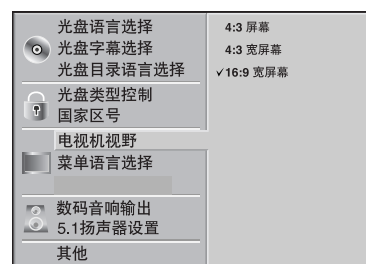 光盘语言选择
光盘字幕选择
光盘目录语言选择
光盘类型控制
国家区号
电视机视野
菜单语言选择
数码音响输出
5.1扬声器设置
其他
4:3 屏幕
4:3 宽屏幕
✓16:9 宽屏幕